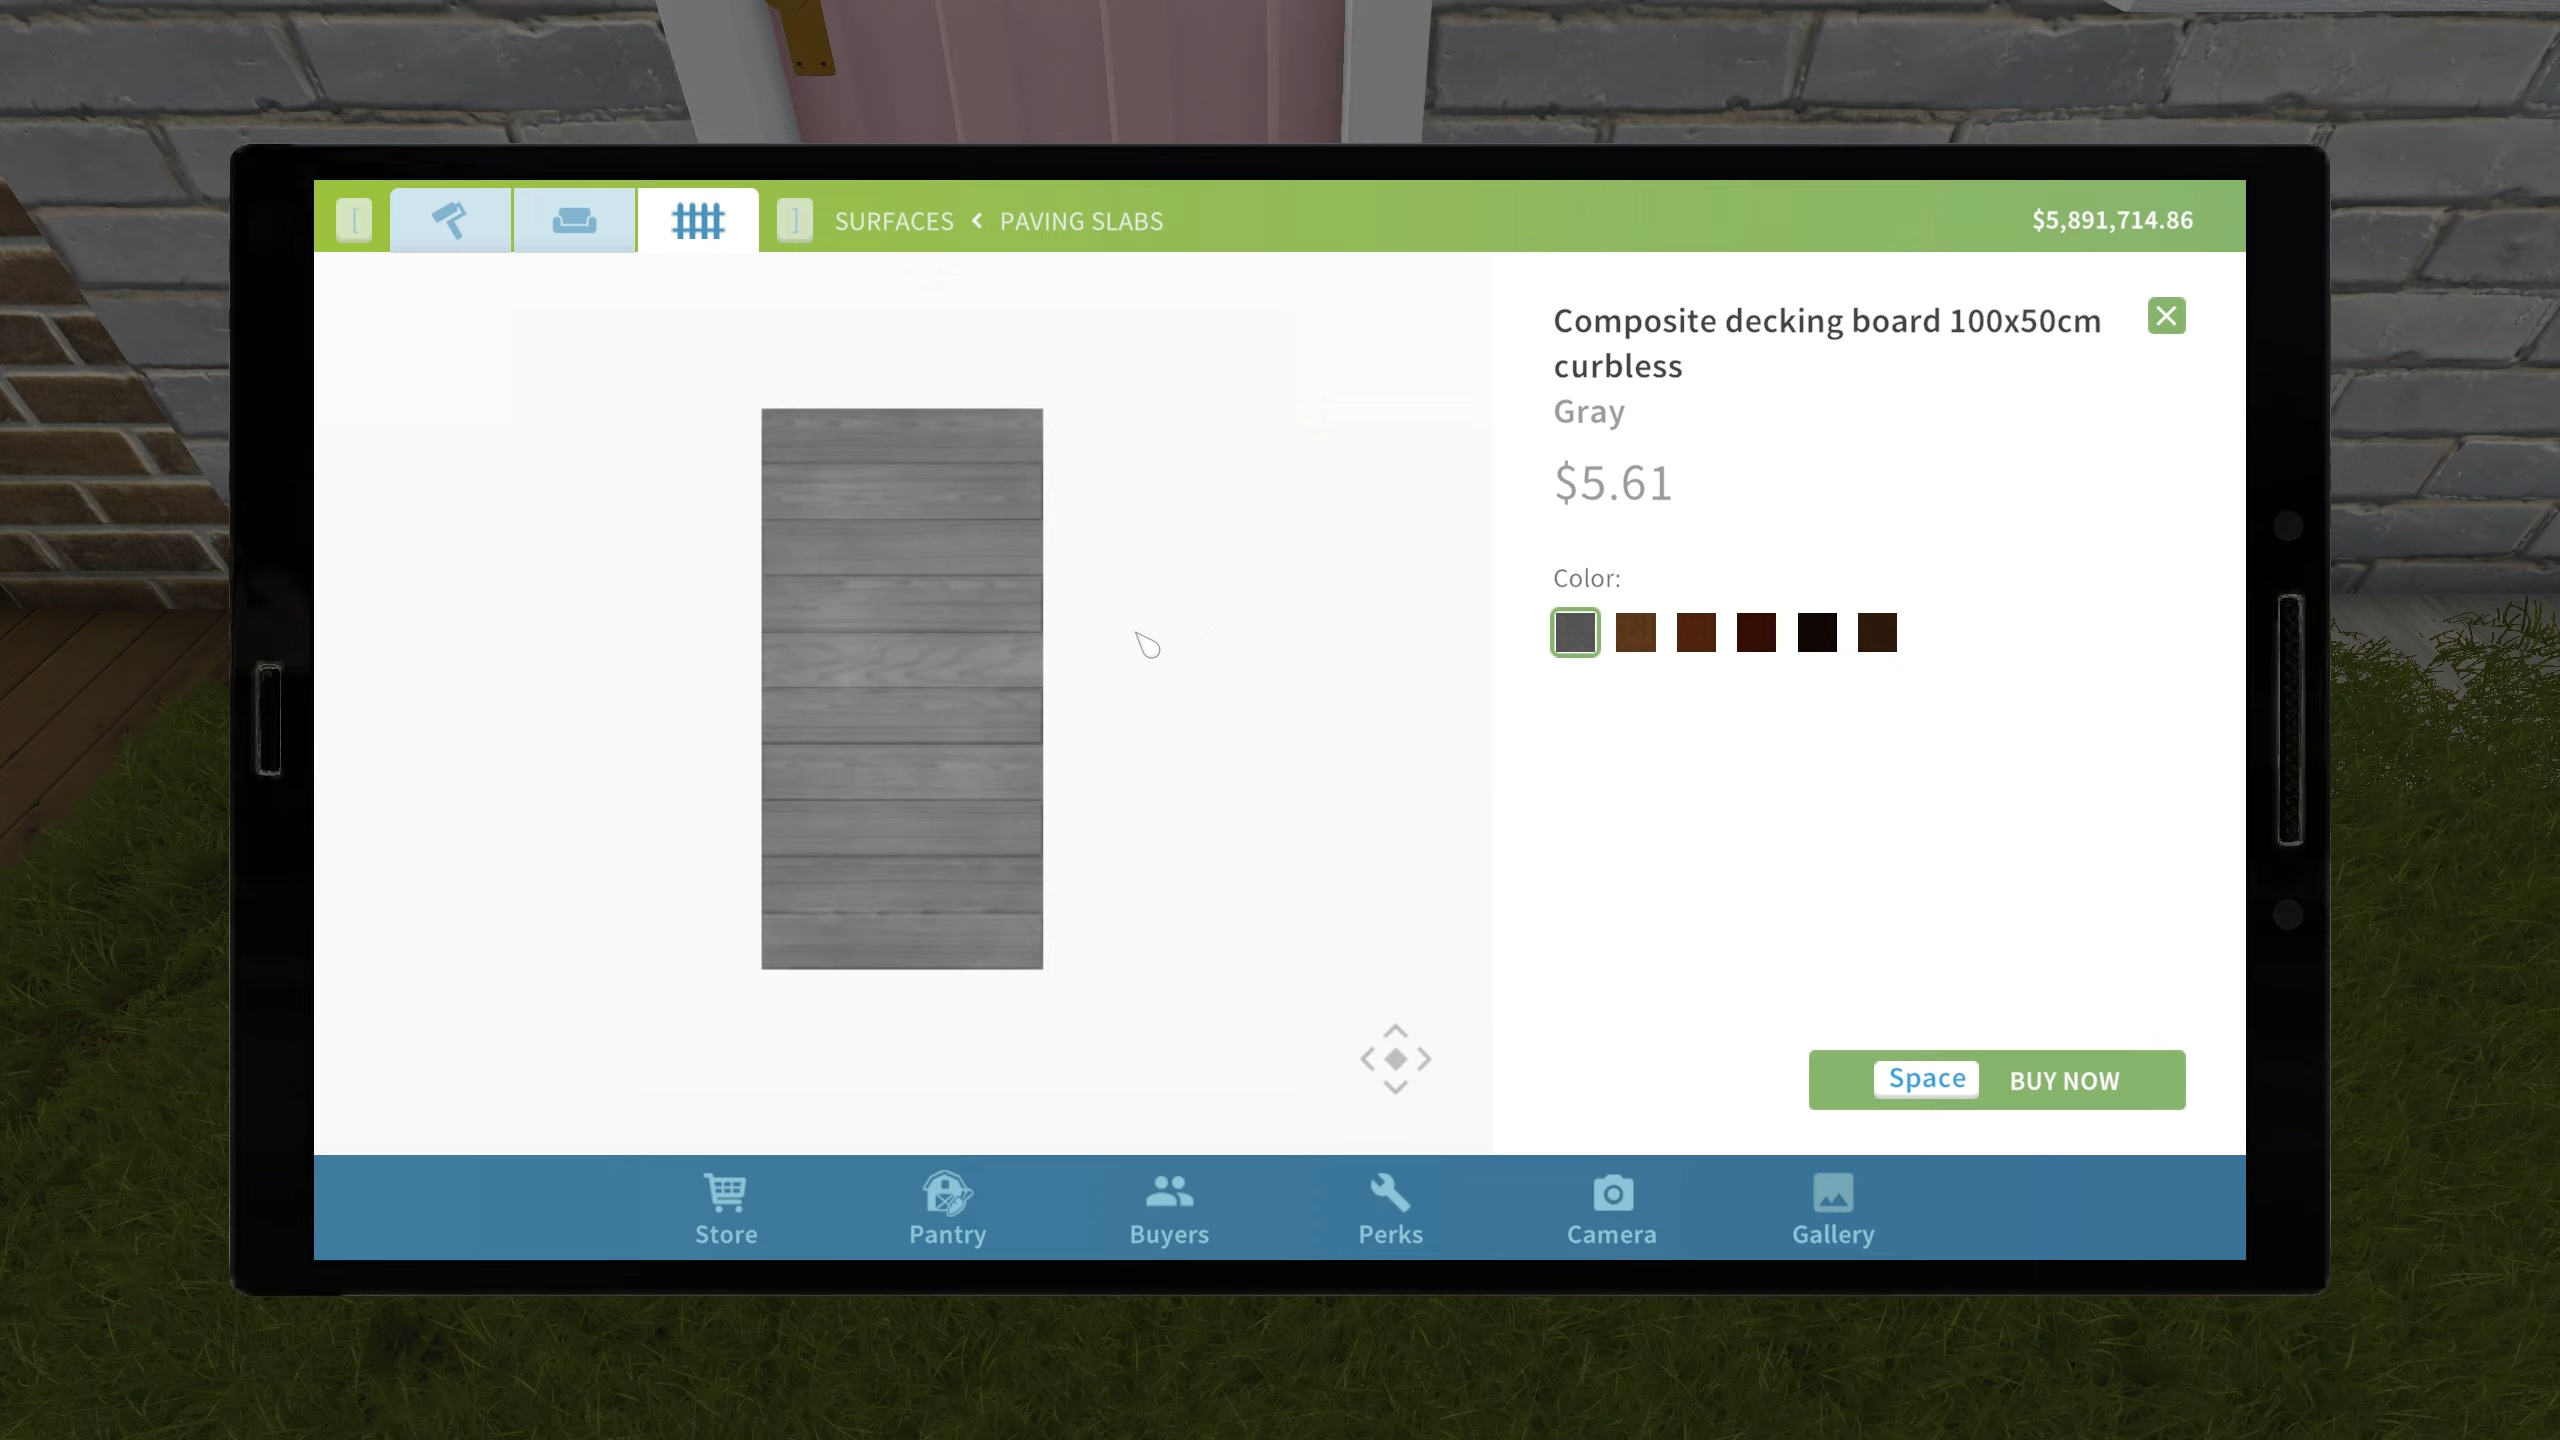 [
]
SURFACES < PAVING SLABS
$5,891,714.86
Composite decking board 100x50cm
curbless
Gray
$5.61
Color:
Space BUY NOW
Store
Pantry
Buyers
Perks
Camera
Gallery